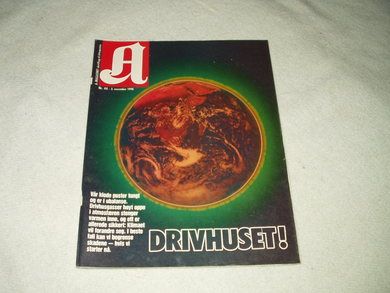 A
Vår klode puster tungt
og er i ubalanse.
Drivhusgasser høyt oppe
i atmosfæren stenger
varmen inne, og ett er
allerede sikkert: Klimaet
vil forandre seg. I beste
fall kan vi begrense
skadene — hvis vi
starter nå.
DRIVHUSET!